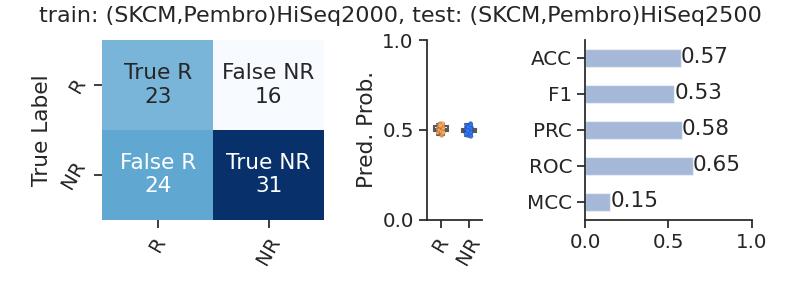 train: (SKCM,Pembro)HiSeq2000, test: (SKCM,Pembro)HiSeq2500
True Label
R
NR
True R
23
False NR
16
False R
24
True NR
31
R
NR
Pred. Prob.
1.0
0.5
0.0
R
NR
ACC
0.57
F1
0.53
PRC
0.58
ROC
0.65
MCC
0.15
0.0
0.5
1.0